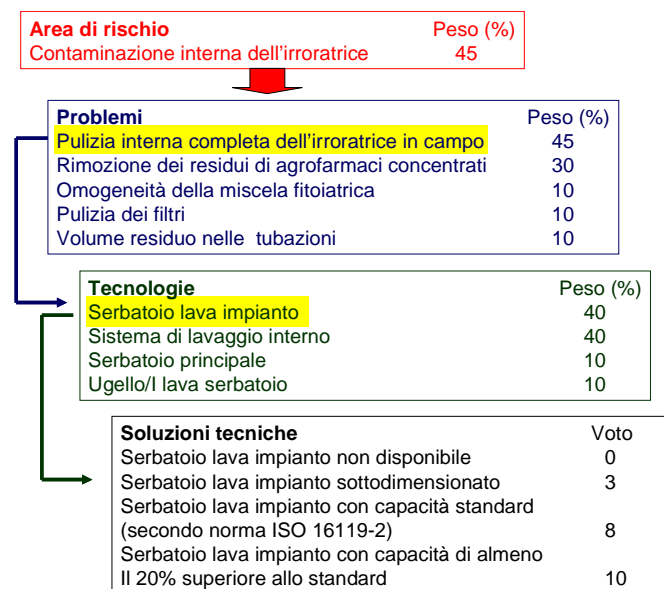 Area di rischio Peso (%)
Contaminazione interna dell'irroratrice 45
Problemi Peso (%)
Pulizia interna completa dell'irroratrice in campo 45
Rimozione dei residui di agrofarmaci concentrati 30
Omogeneità della miscela fitoiatrica 10
Pulizia dei filtri 10
Volume residuo nelle tubazioni 10
Tecnologie Peso (%)
Serbatoio lava impianto 40
Sistema di lavaggio interno 40
Serbatoio principale 10
Ugello/I lava serbatoio 10
Soluzioni tecniche Voto
Serbatoio lava impianto non disponibile 0
Serbatoio lava impianto sottodimensionato 3
Serbatoio lava impianto con capacità standard
(secondo norma ISO 16119-2) 8
Serbatoio lava impianto con capacità di almeno
Il 20% superiore allo standard 10